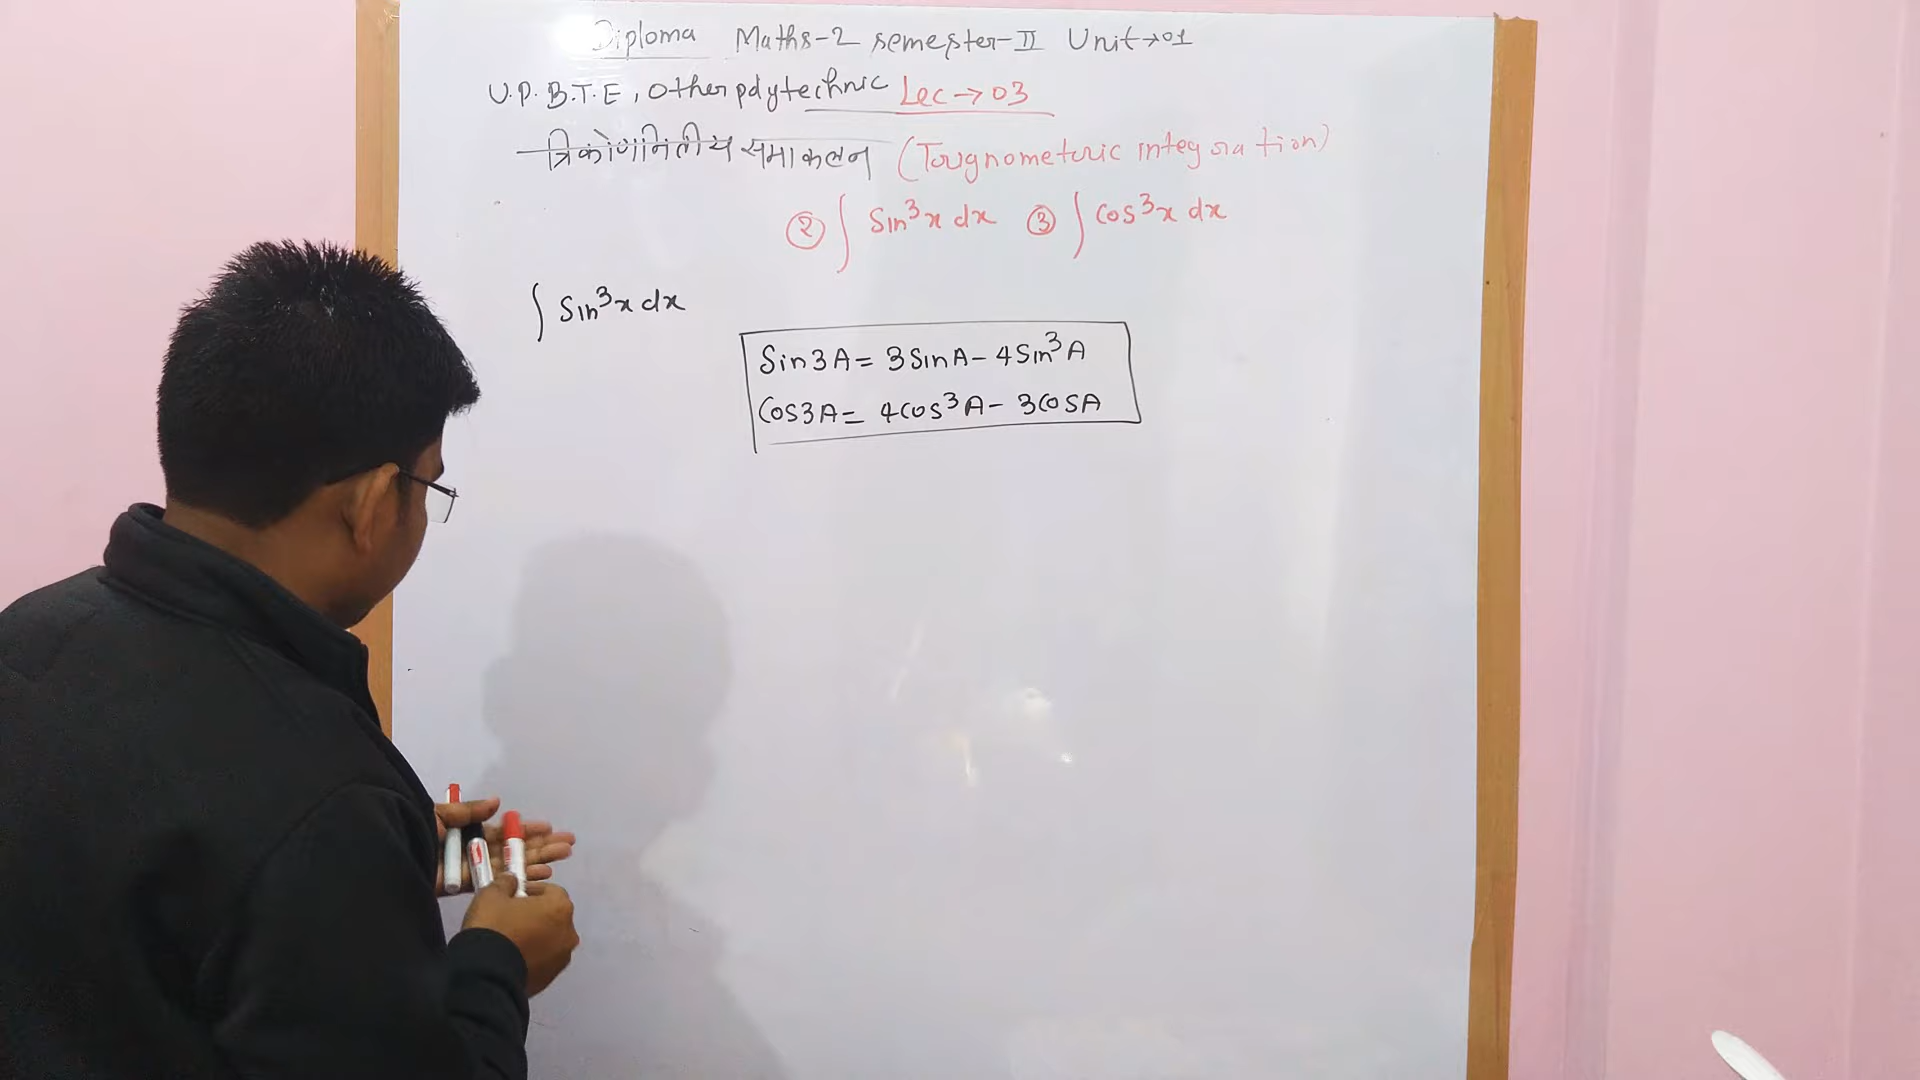 Diploma Maths-2 semester-II Unit→01
U.P.B.T.E, Other polytechnic Lec→03
त्रिकोणमितीय समाकलन (Torignometric integration)
② ∫ Sin³x dx ③ ∫ Cos³x dx
∫ Sin³x dx
Sin3A = 3SinA - 4Sin³A
Cos3A = 4Cos³A - 3CosA